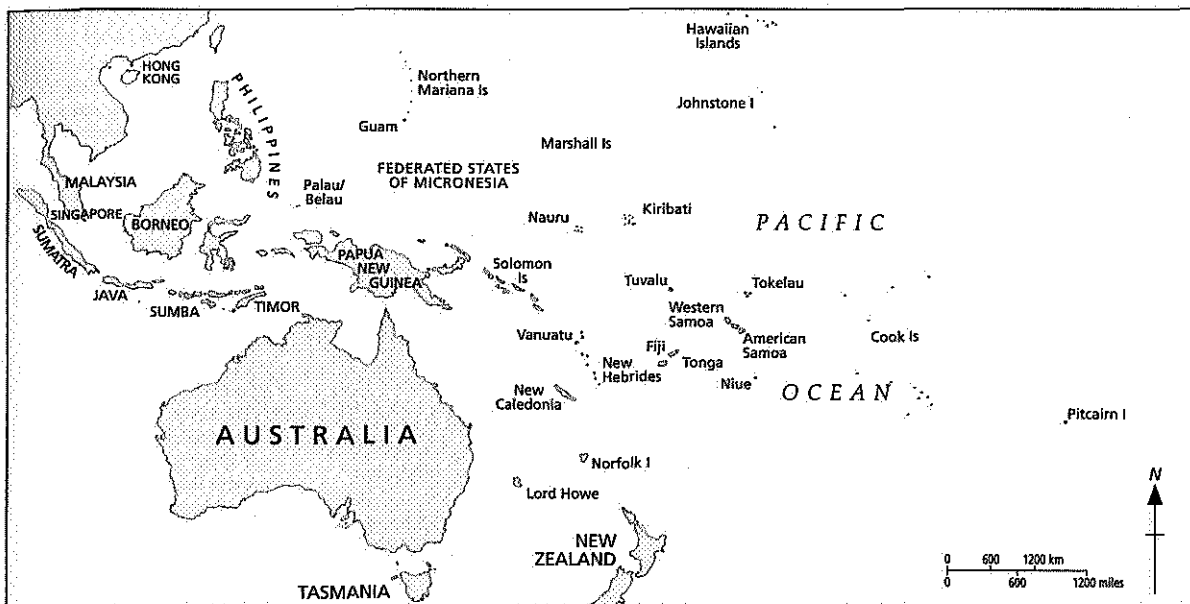 Hawaiian
Islands
HONG
KONG
PHILIPPINES
Northern
Mariana Is
Johnstone I
Guam
Marshall Is
FEDERATED STATES
OF MICRONESIA
MALAYSIA
Palau/
Belau
SINGAPORE
BORNEO
Nauru
Kiribati
PACIFIC
SUMATRA
PAPUA
NEW
GUINEA
Solomon
Is
JAVA
SUMBA
TIMOR
Tuvalu
Tokelau
Western
Samoa
American
Samoa
Cook Is
Vanuatu
Fiji
Tonga
New
Hebrides
Niue
New
Caledonia
OCEAN
Pitcairn I
AUSTRALIA
Norfolk I
Lord Howe
N
NEW
ZEALAND
TASMANIA
0 600 1200 km
0 600 1200 miles